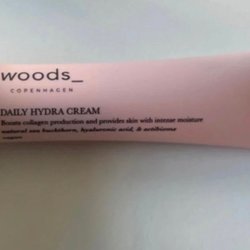 woods_
COPENHAGEN
DAILY HYDRA CREAM
Boosts collagen production and provides skin with intense moisture
natural sea buckthorn, hyaluronic acid, & actibiome